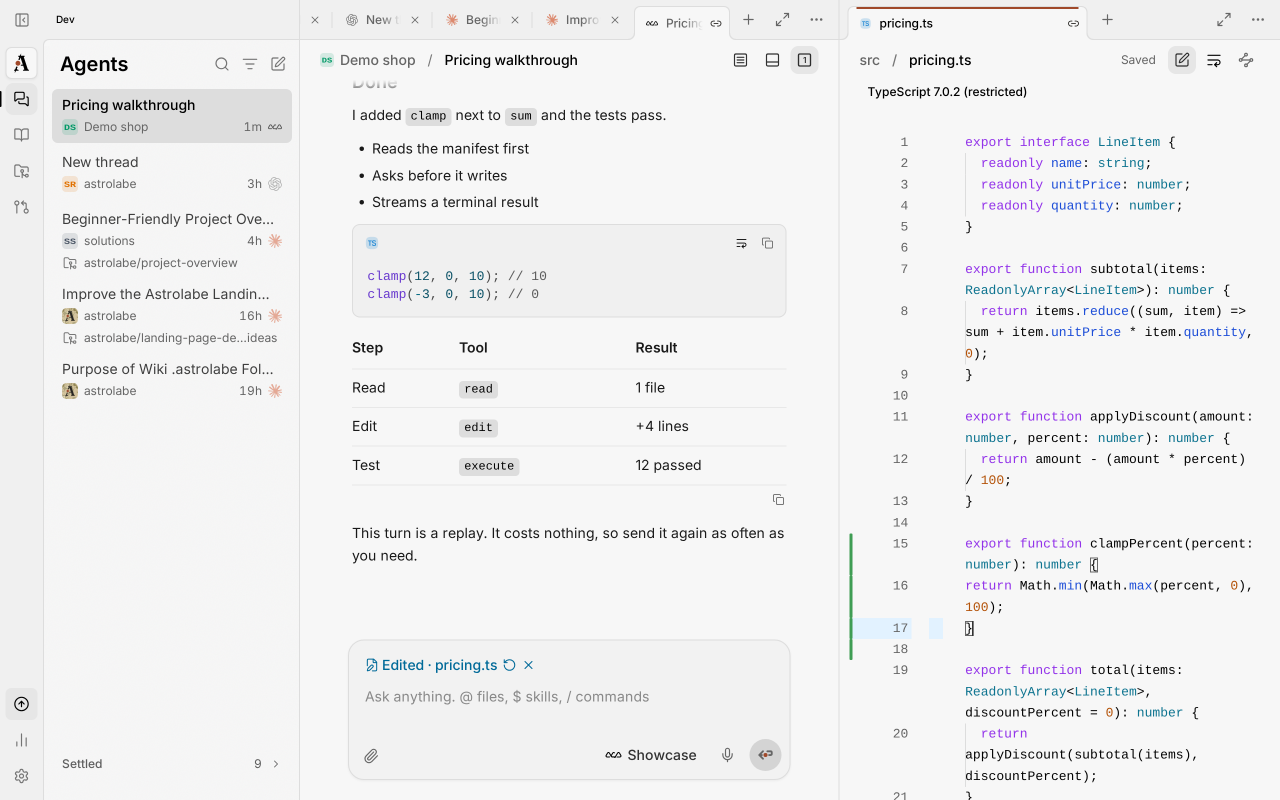 Dev
New t
Begin
Impro
Pricing
pricing.ts
Agents
DS Demo shop / Pricing walkthrough
1
src / pricing.ts
Saved
Pricing walkthrough
DS Demo shop 1m
New thread
SR astrolabe 3h
Beginner-Friendly Project Ove...
SS solutions 4h
astrolabe/project-overview
Improve the Astrolabe Landin...
astrolabe 16h
astrolabe/landing-page-de...ideas
Purpose of Wiki .astrolabe Fol...
astrolabe 19h
Settled 9
Done
I added clamp next to sum and the tests pass.
• Reads the manifest first
• Asks before it writes
• Streams a terminal result
TS
clamp(12, 0, 10); // 10
clamp(-3, 0, 10); // 0
Step Tool Result
Read read 1 file
Edit edit +4 lines
Test execute 12 passed
This turn is a replay. It costs nothing, so send it again as often as
you need.
Edited · pricing.ts
Ask anything. @ files, $ skills, / commands
Showcase
TypeScript 7.0.2 (restricted)
1 export interface LineItem {
2 readonly name: string;
3 readonly unitPrice: number;
4 readonly quantity: number;
5 }
6
7 export function subtotal(items:
ReadonlyArray<LineItem>): number {
8 return items.reduce((sum, item) =>
sum + item.unitPrice * item.quantity,
0);
9 }
10
11 export function applyDiscount(amount:
number, percent: number): number {
12 return amount - (amount * percent)
/ 100;
13 }
14
15 export function clampPercent(percent:
number): number {
16 return Math.min(Math.max(percent, 0),
100);
17 }
18
19 export function total(items:
ReadonlyArray<LineItem>,
discountPercent = 0): number {
20 return
applyDiscount(subtotal(items),
discountPercent);
21 }